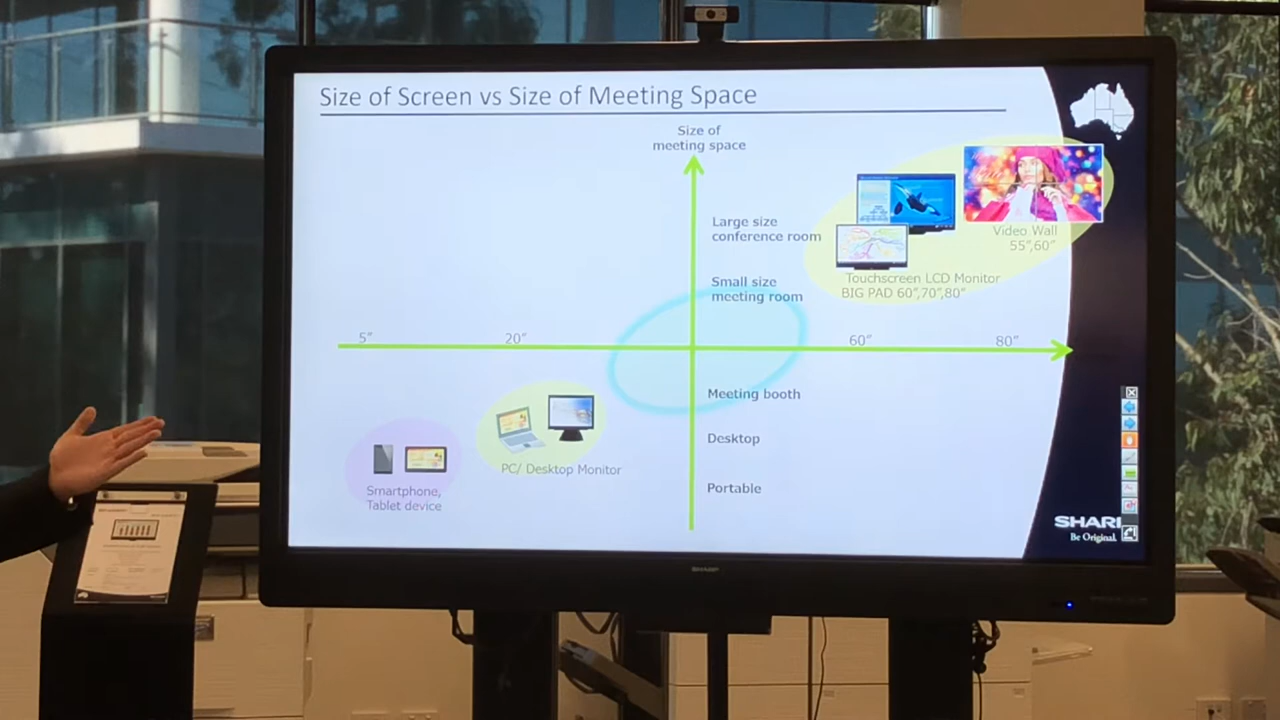 Size of Screen vs Size of Meeting Space
Size of
meeting space
Large size
conference room
Video Wall
55",60"
Small size
meeting room
Touchscreen LCD Monitor
BIG PAD 60",70",80"
5"
20"
60"
80"
Meeting booth
Desktop
Portable
PC/ Desktop Monitor
Smartphone,
Tablet device
SHARP
Be Original.
SHARP